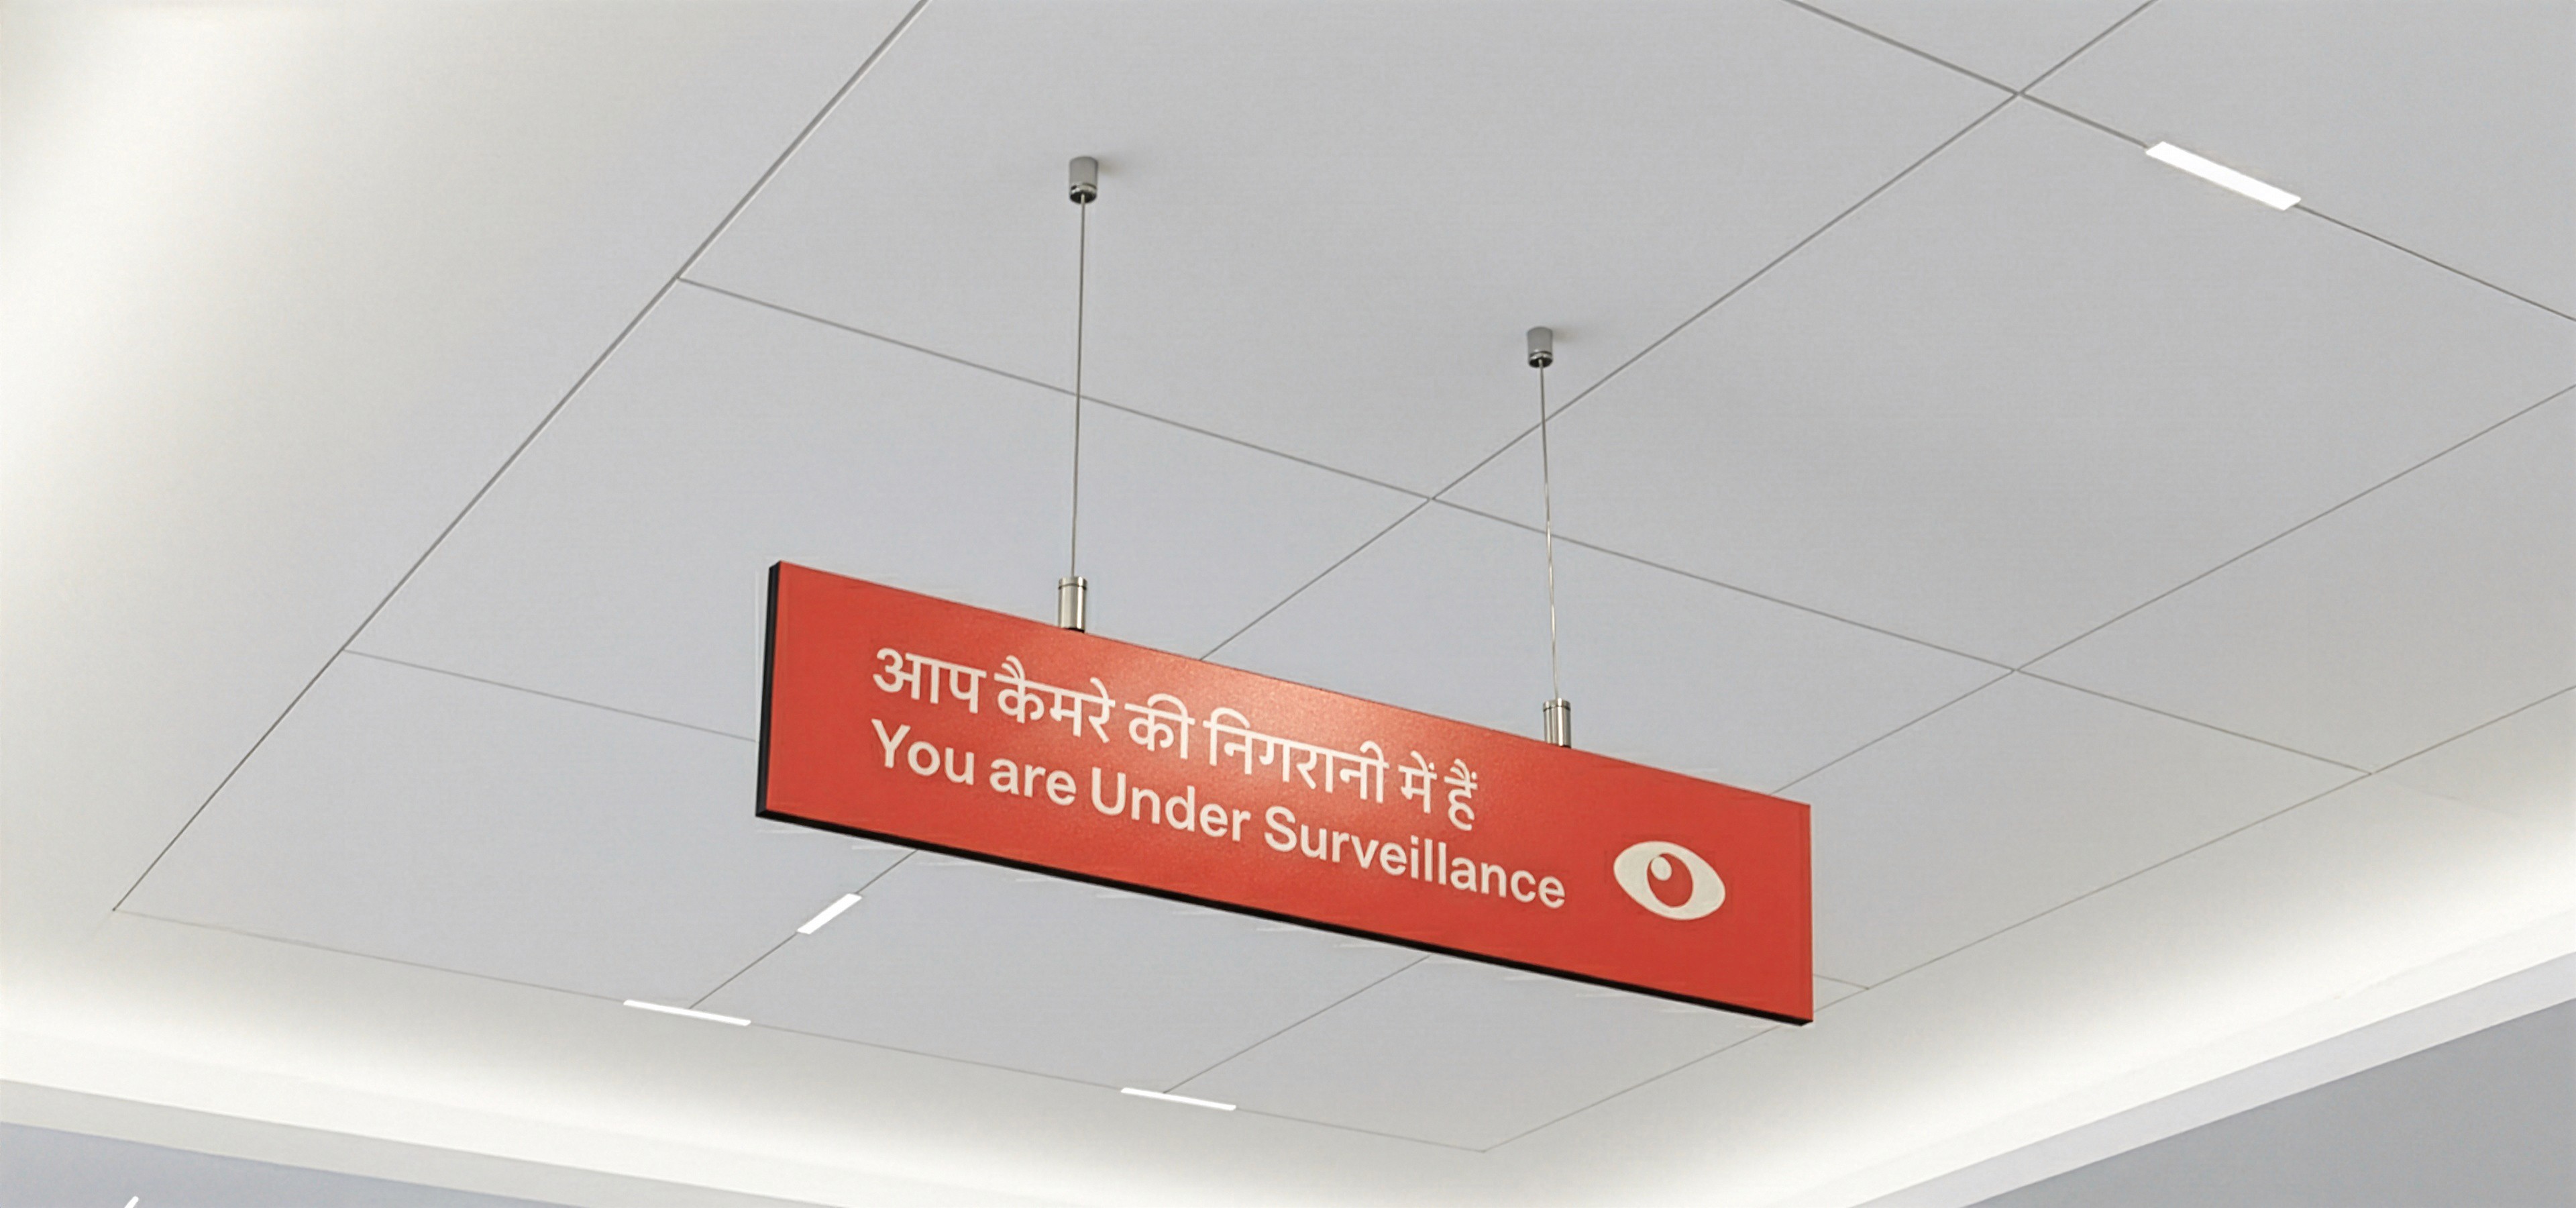 आप कैमरे की निगरानी में हैं
You are Under Surveillance